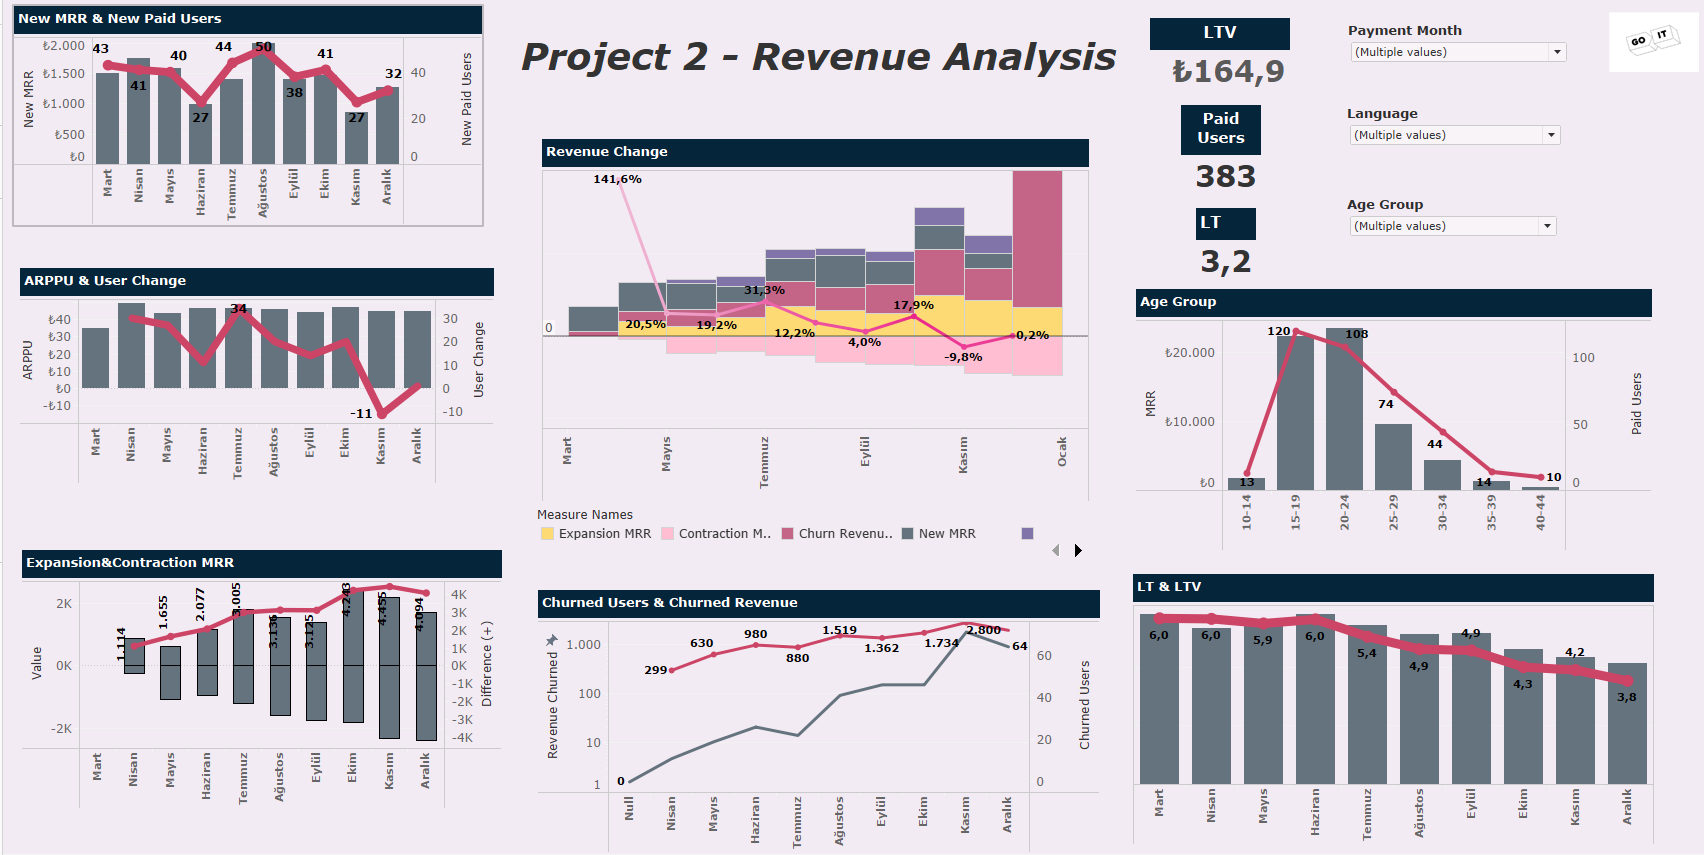 New MRR & New Paid Users
New MRR
₺2.000
₺1.500
₺1.000
₺500
₺0
43
41
40
27
44
50
38
41
27
32
40
20
0
New Paid Users
Mart
Nisan
Mayıs
Haziran
Temmuz
Ağustos
Eylül
Ekim
Kasım
Aralık
Project 2 – Revenue Analysis
LTV
₺164,9
Paid
Users
383
LT
3,2
Payment Month
(Multiple values)
Language
(Multiple values)
Age Group
(Multiple values)
GO IT
ARPPU & User Change
ARPPU
₺40
₺30
₺20
₺10
₺0
-₺10
34
-11
30
20
10
0
-10
User Change
Mart
Nisan
Mayıs
Haziran
Temmuz
Ağustos
Eylül
Ekim
Kasım
Aralık
Revenue Change
0
141,6%
20,5%
19,2%
31,3%
12,2%
4,0%
17,9%
-9,8%
0,2%
Mart
Mayıs
Temmuz
Eylül
Kasım
Ocak
Measure Names
Expansion MRR
Contraction M..
Churn Revenu..
New MRR
Age Group
MRR
₺20.000
₺10.000
₺0
13
120
108
74
44
14
10
100
50
0
Paid Users
10-14
15-19
20-24
25-29
30-34
35-39
40-44
Expansion&Contraction MRR
Value
2K
0K
-2K
1.114
1.655
2.077
3.005
3.136
3.125
4.243
4.455
4.094
4K
3K
2K
1K
0K
-1K
-2K
-3K
-4K
Difference (+)
Mart
Nisan
Mayıs
Haziran
Temmuz
Ağustos
Eylül
Ekim
Kasım
Aralık
Churned Users & Churned Revenue
Revenue Churned
1.000
100
10
1
0
299
630
980
880
1.519
1.362
1.734
2.800
64
60
40
20
0
Churned Users
Null
Nisan
Mayıs
Haziran
Temmuz
Ağustos
Eylül
Ekim
Kasım
Aralık
LT & LTV
6,0
6,0
5,9
6,0
5,4
4,9
4,9
4,3
4,2
3,8
Mart
Nisan
Mayıs
Haziran
Temmuz
Ağustos
Eylül
Ekim
Kasım
Aralık